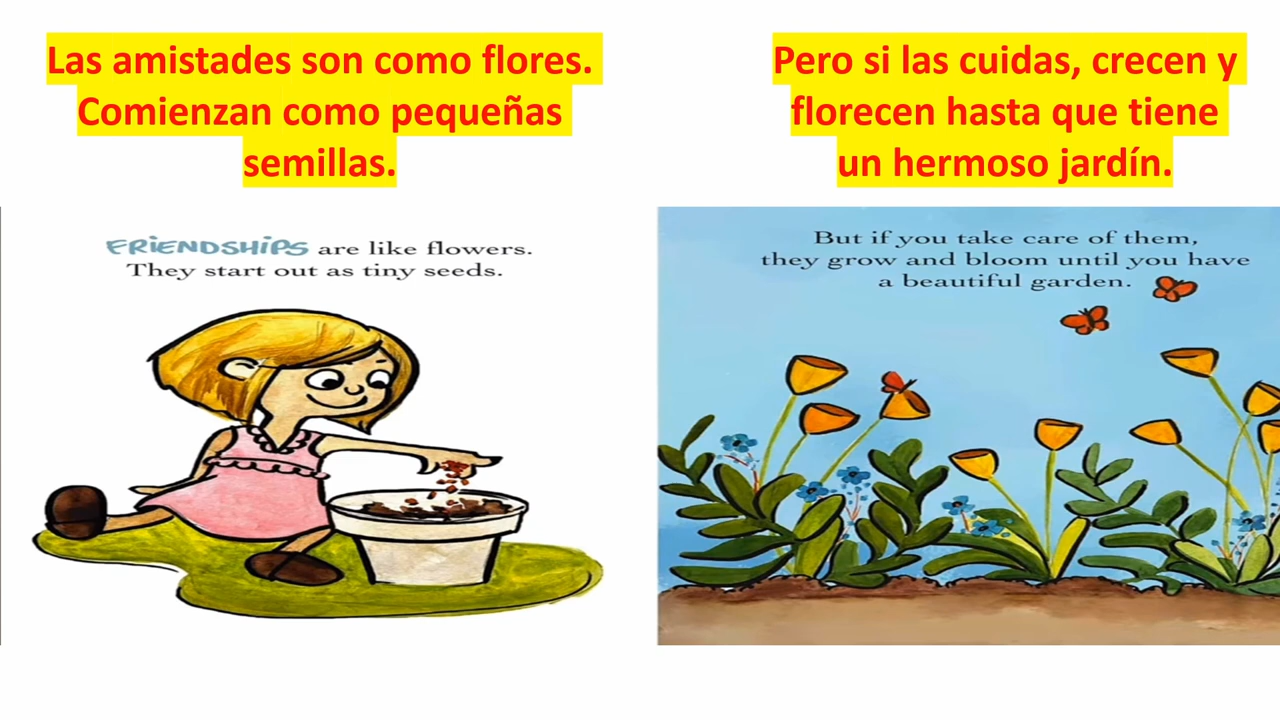 Las amistades son como flores.
Comienzan como pequeñas
semillas.
FRiENDSHiPS are like flowers.
They start out as tiny seeds.
Pero si las cuidas, crecen y
florecen hasta que tiene
un hermoso jardín.
But if you take care of them,
they grow and bloom until you have
a beautiful garden.